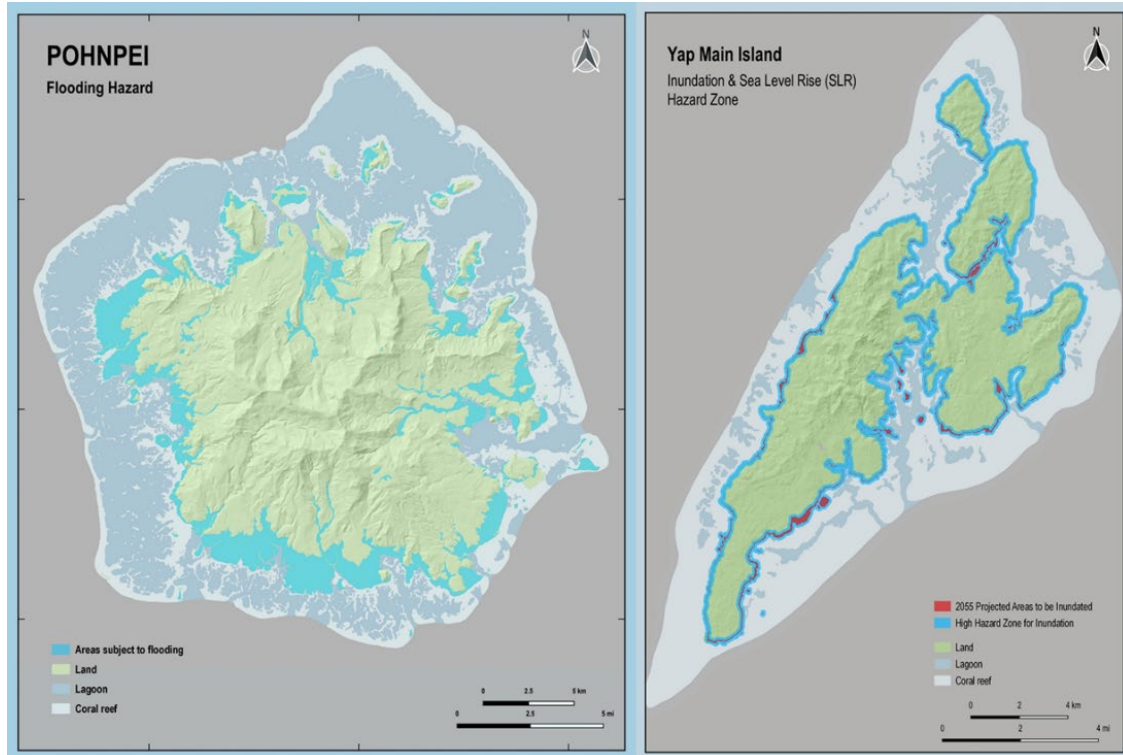 POHNPEI
Flooding Hazard
N
Areas subject to flooding
Land
Lagoon
Coral reef
0 2.5 5 km
0 2.5 5 mi
Yap Main Island
Inundation & Sea Level Rise (SLR)
Hazard Zone
N
2055 Projected Areas to be Inundated
High Hazard Zone for Inundation
Land
Lagoon
Coral reef
0 2 4 km
0 2 4 mi